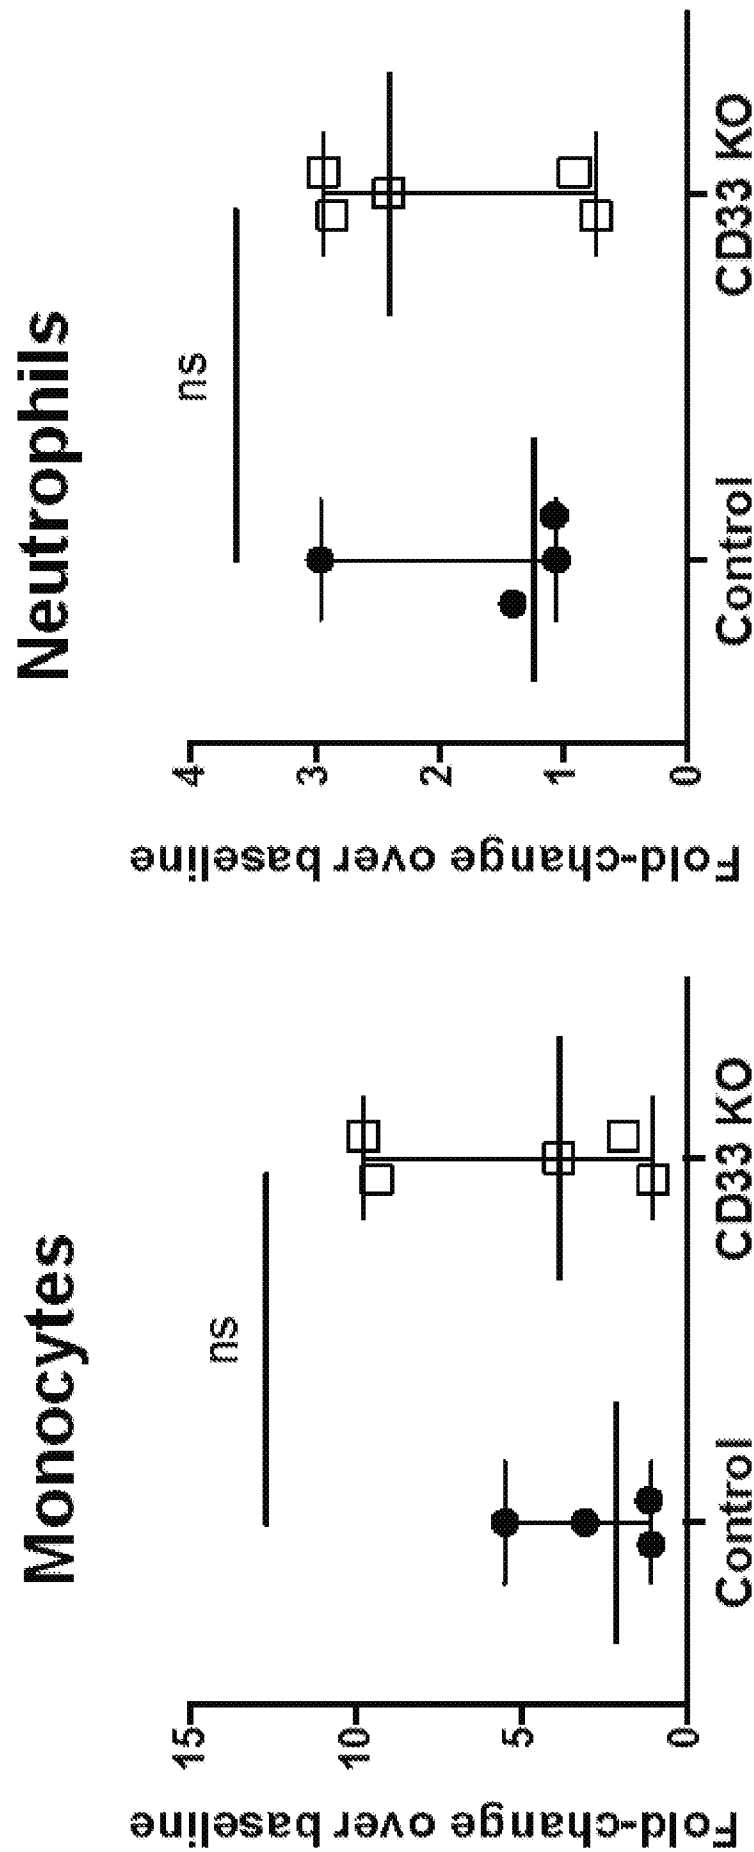 Monocytes
ns
Fold-change over baseline
15
10
5
0
Control
CD33 KO
Neutrophils
ns
Fold-change over baseline
4
3
2
1
0
Control
CD33 KO